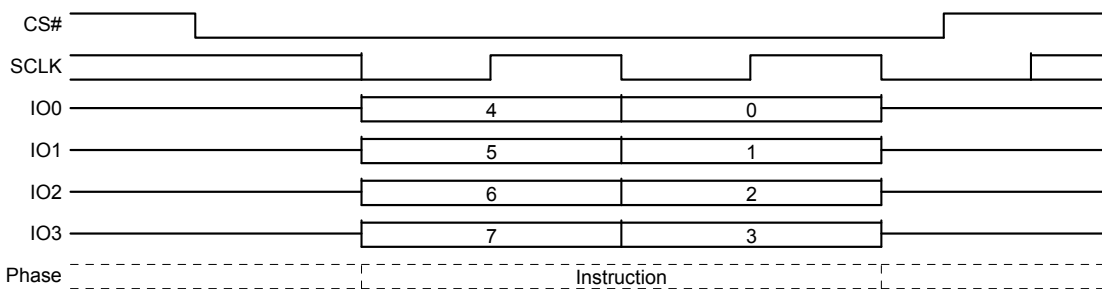 CS#
SCLK
IO0 4 0
IO1 5 1
IO2 6 2
IO3 7 3
Phase Instruction